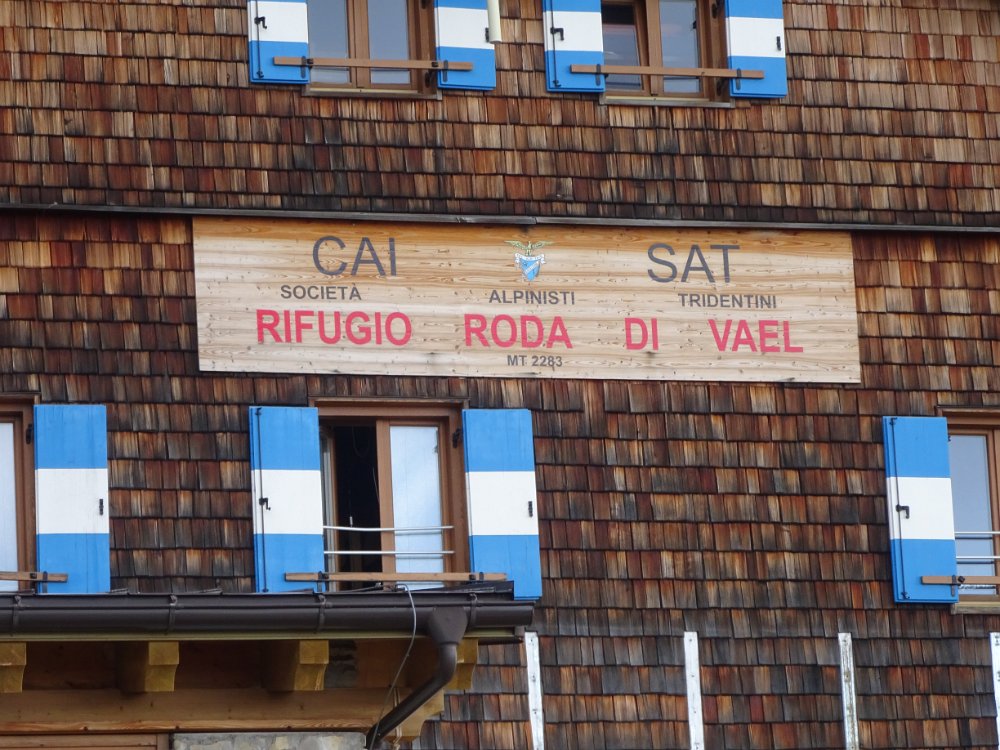 CAI SAT
SOCIETÀ ALPINISTI TRIDENTINI
RIFUGIO RODA DI VAEL
MT 2283